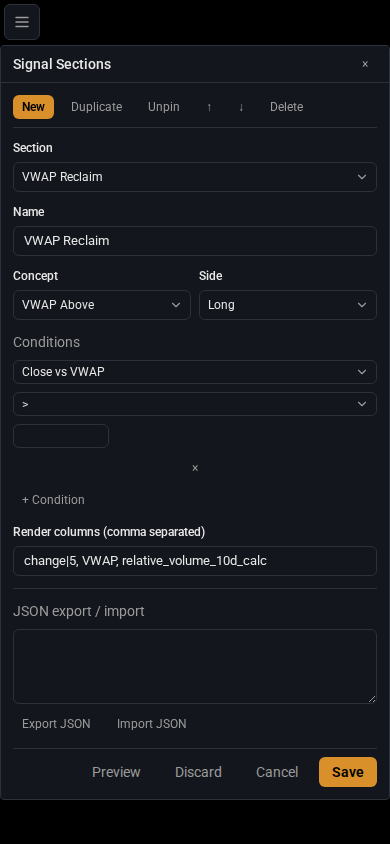 Signal Sections ×
New Duplicate Unpin ↑ ↓ Delete
Section
VWAP Reclaim
Name
VWAP Reclaim
Concept Side
VWAP Above Long
Conditions
Close vs VWAP
>
×
+ Condition
Render columns (comma separated)
change|5, VWAP, relative_volume_10d_calc
JSON export / import
Export JSON Import JSON
Preview Discard Cancel Save